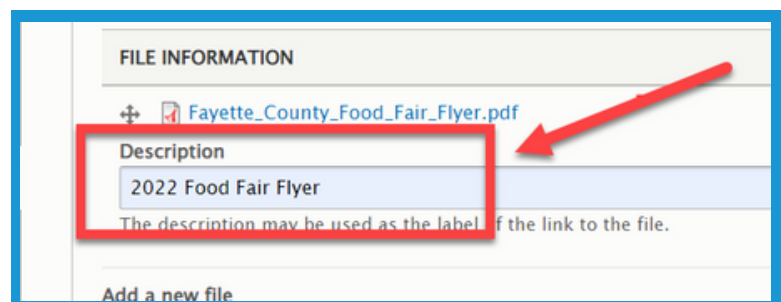 FILE INFORMATION
Fayette_County_Food_Fair_Flyer.pdf
Description
2022 Food Fair Flyer
The description may be used as the label of the link to the file.
Add a new file